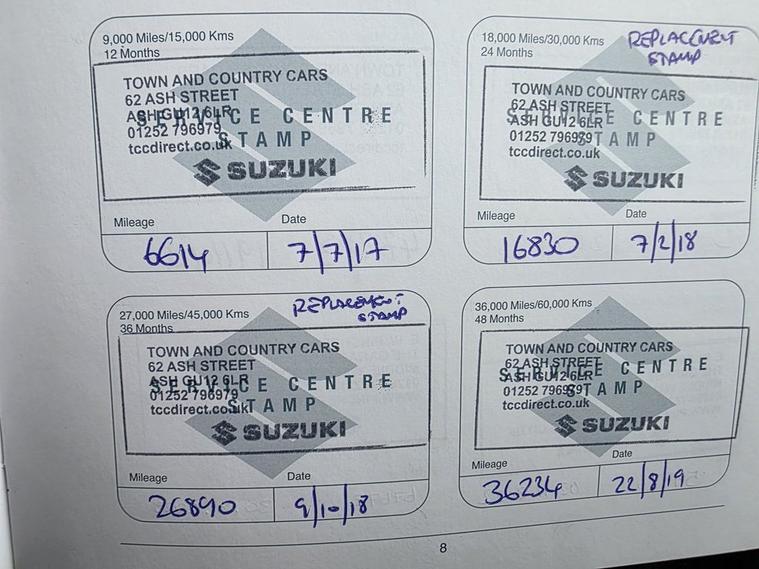 9,000 Miles/15,000 Kms
12 Months
TOWN AND COUNTRY CARS
62 ASH STREET
ASH GU12 6LR
SERVICE CENTRE
01252 796979
STAMP
tccdirect.co.uk
SUZUKI
Mileage Date
6614 7/7/17
18,000 Miles/30,000 Kms
24 Months
REPLACEMENT
STAMP
TOWN AND COUNTRY CARS
62 ASH STREET
ASH GU12 6LR
SERVICE CENTRE
01252 796979
STAMP
tccdirect.co.uk
SUZUKI
Mileage Date
16830 7/2/18
27,000 Miles/45,000 Kms
36 Months
REPLACEMENT
STAMP
TOWN AND COUNTRY CARS
62 ASH STREET
ASH GU12 6LR
SERVICE CENTRE
01252 796979
STAMP
tccdirect.co.uk
SUZUKI
Mileage Date
26890 9/10/18
36,000 Miles/60,000 Kms
48 Months
TOWN AND COUNTRY CARS
62 ASH STREET
ASH GU12 6LR
SERVICE CENTRE
01252 796979
STAMP
tccdirect.co.uk
SUZUKI
Mileage Date
36234 22/8/19
8